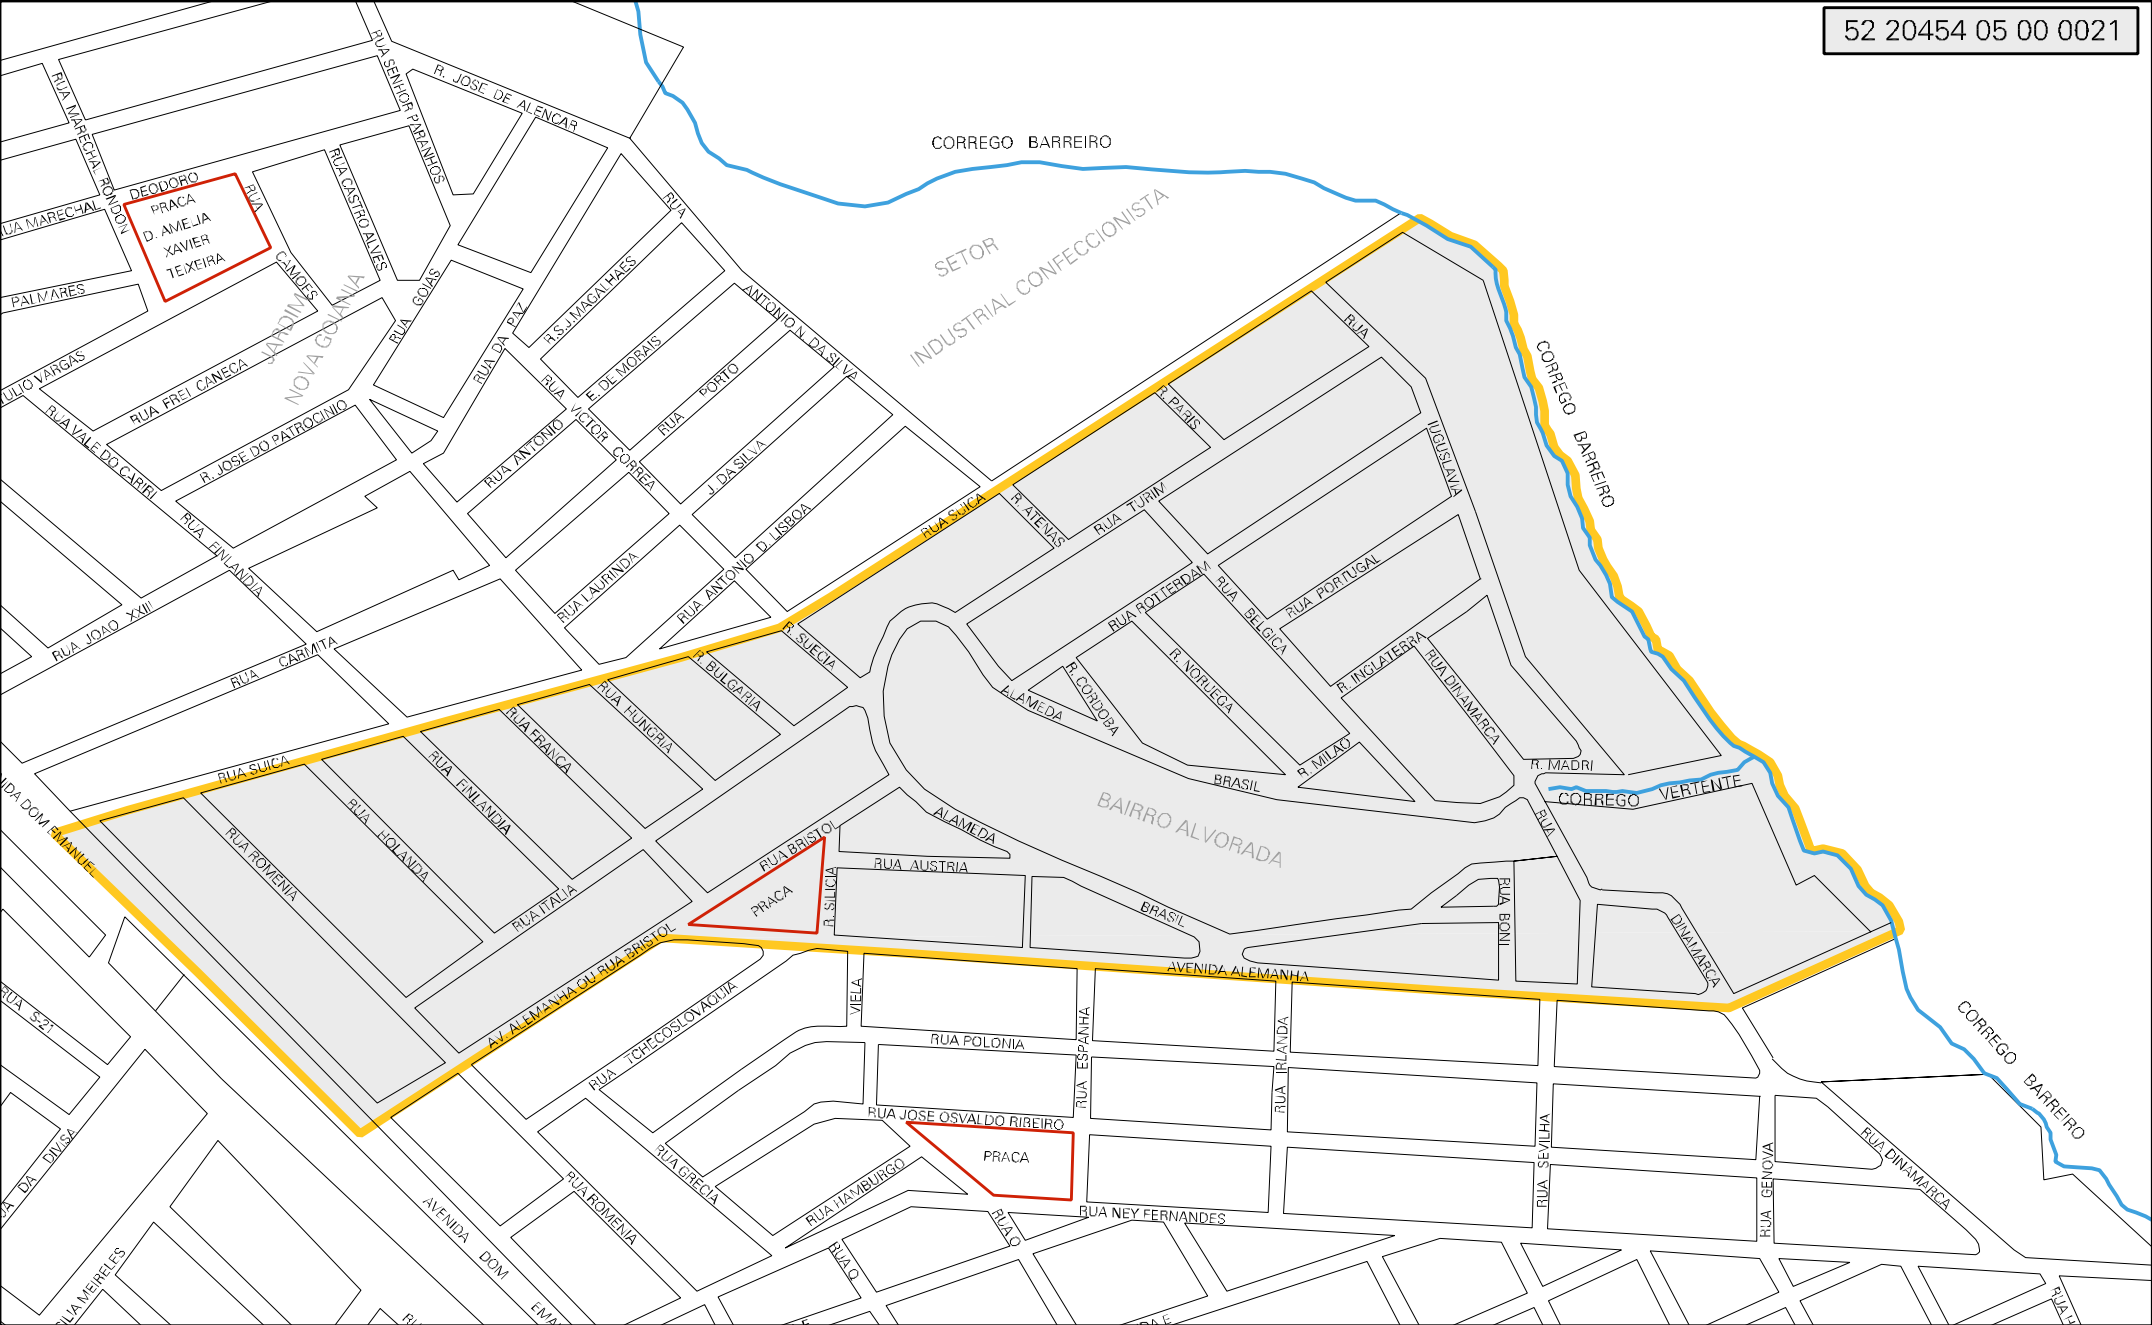 52 20454 05 00 0021
CORREGO BARREIRO
SETOR
INDUSTRIAL CONFECCIONISTA
RUA MARECHAL RONDON
RUA SENHOR PARANHOS
R. JOSE DE ALENCAR
RUA CASTRO ALVES
DEODORO
UA MARECHAL
PRACA
D. AMELIA
XAVIER
TEIXEIRA
RUA
CAMOES
PALMARES
JARDIM
NOVA GOIANIA
TULIO VARGAS
RUA FREI CANECA
RUA GOIAS
RUA DA PAZ
R. JOSE DO PATROCINIO
RUA VALE DO CARIRI
RUA FINLANDIA
RUA JOAO XXIII
RUA CARMITA
RUA
ANTONIO N. DA SILVA
R.S.J.MAGALHAES
E. DE MORAIS
RUA ANTONIO
RUA VICTOR CORREA
RUA PORTO
J. DA SILVA
RUA LAURINDA
RUA ANTONIO D. LISBOA
RUA SUICA
RUA SUICA
R. PARIS
R. ATENAS
RUA
IUGUSLAVIA
CORREGO BARREIRO
RUA TURIM
RUA ROTTERDAM
RUA BELGICA
RUA PORTUGAL
R. INGLATERRA
RUA DINAMARCA
R. NORUEGA
R. CORDOBA
R. MILAO
R. MADRI
ALAMEDA
BRASIL
CORREGO VERTENTE
BAIRRO ALVORADA
R. SUECIA
R. BULGARIA
RUA HUNGRIA
RUA FRANCA
RUA FINLANDIA
RUA HOLANDA
RUA ROMENIA
RUA ITALIA
RUA BRISTOL
ALAMEDA
BRASIL
RUA AUSTRIA
R. SILICIA
PRACA
RUA BONI
RUA
DINAMARCA
IDA DOM EMANUEL
AV. ALEMANHA OU RUA BRISTOL
AVENIDA ALEMANHA
RUA TCHECOSLOVAQUIA
VIELA
RUA POLONIA
RUA ESPANHA
RUA IRLANDA
RUA SEVILHA
RUA GENOVA
RUA DINAMARCA
CORREGO BARREIRO
RUA JOSE OSVALDO RIBEIRO
PRACA
RUA GRECIA
RUA HAMBURGO
RUA ROMENIA
RUA NEY FERNANDES
RUA O
RUA Q
RUA S-21
DA DIVISA
ILIA MEIRELES
AVENIDA DOM EMA
RUA H